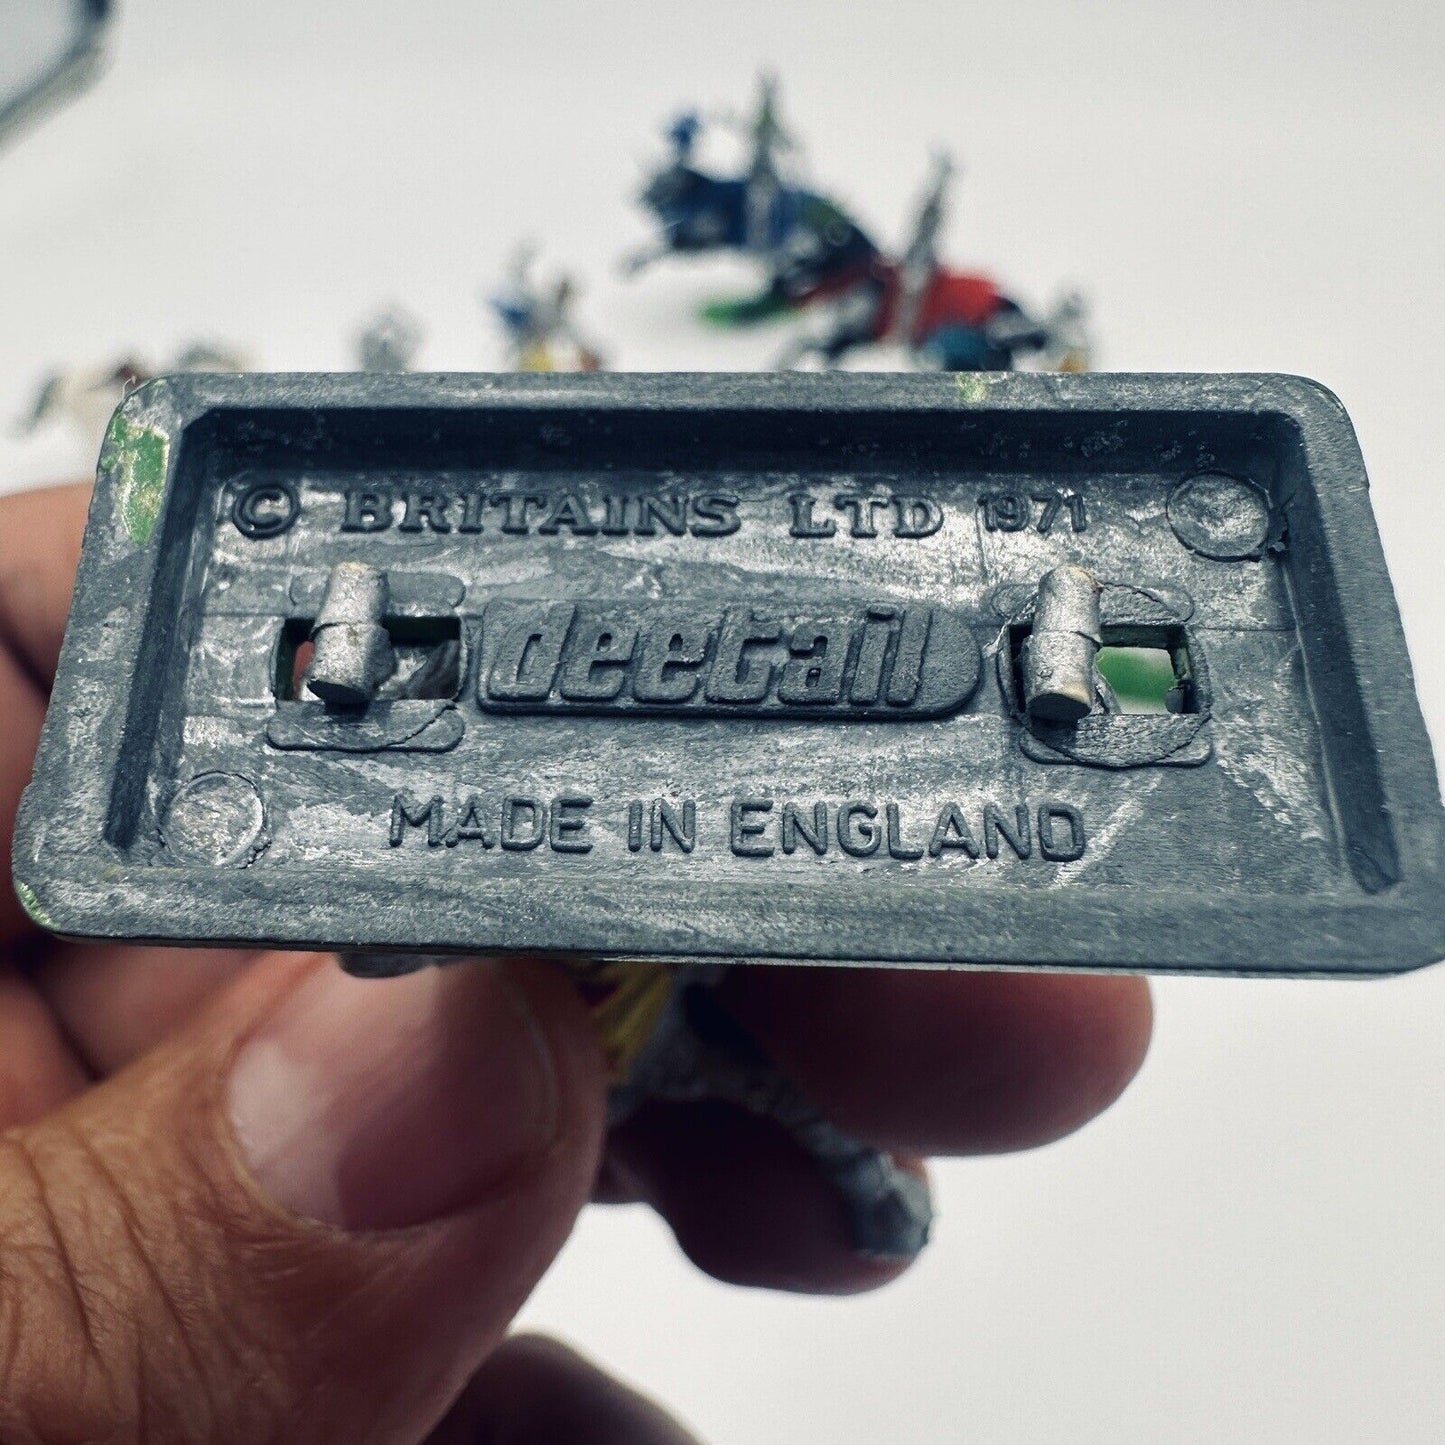 © BRITAINS LTD 1971
deetail
MADE IN ENGLAND